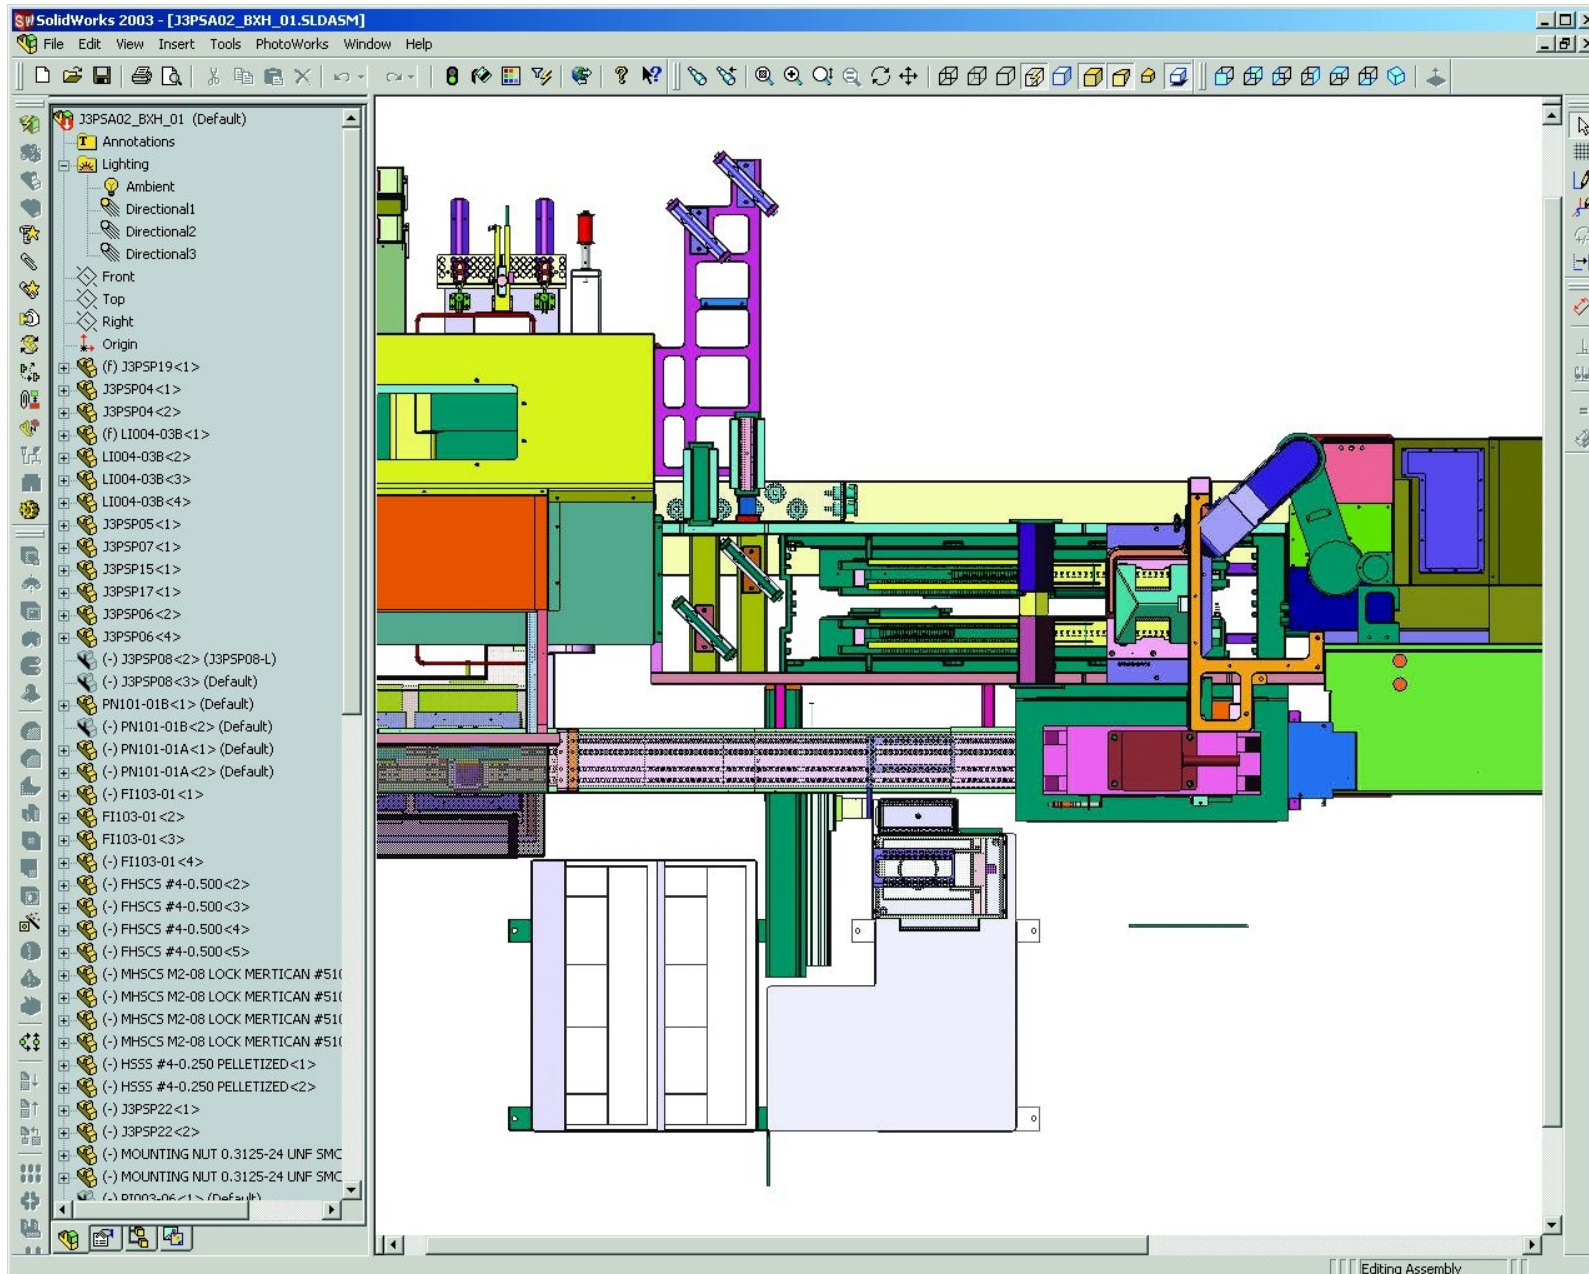 SolidWorks 2003 - [J3PSA02_BXH_01.SLDASM]
File Edit View Insert Tools PhotoWorks Window Help
J3PSA02_BXH_01 (Default)
Annotations
Lighting
Ambient
Directional1
Directional2
Directional3
Front
Top
Right
Origin
(f) J3PSP19<1>
J3PSP04<1>
J3PSP04<2>
(f) LI004-03B<1>
LI004-03B<2>
LI004-03B<3>
LI004-03B<4>
J3PSP05<1>
J3PSP07<1>
J3PSP15<1>
J3PSP17<1>
J3PSP06<2>
J3PSP06<4>
(-) J3PSP08<2> (J3PSP08-L)
(-) J3PSP08<3> (Default)
PN101-01B<1> (Default)
(-) PN101-01B<2> (Default)
(-) PN101-01A<1> (Default)
(-) PN101-01A<2> (Default)
(-) FI103-01<1>
FI103-01<2>
FI103-01<3>
(-) FI103-01<4>
(-) FHSCS #4-0.500<2>
(-) FHSCS #4-0.500<3>
(-) FHSCS #4-0.500<4>
(-) FHSCS #4-0.500<5>
(-) MHSCS M2-08 LOCK MERTICAN #510
(-) MHSCS M2-08 LOCK MERTICAN #510
(-) MHSCS M2-08 LOCK MERTICAN #510
(-) MHSCS M2-08 LOCK MERTICAN #510
(-) HSSS #4-0.250 PELLETIZED<1>
(-) HSSS #4-0.250 PELLETIZED<2>
(-) J3PSP22<1>
(-) J3PSP22<2>
(-) MOUNTING NUT 0.3125-24 UNF SMC
(-) MOUNTING NUT 0.3125-24 UNF SMC
(Default)
Editing Assembly